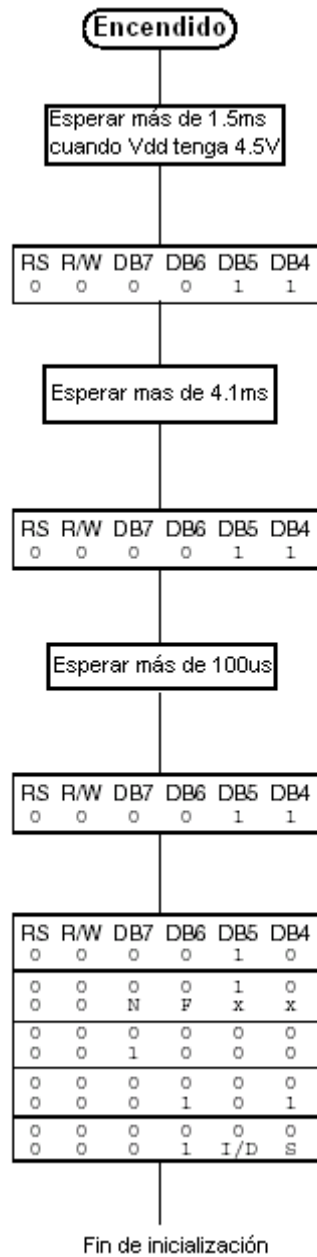 Encendido
Esperar más de 1.5ms
cuando Vdd tenga 4.5V
RS R/W DB7 DB6 DB5 DB4
0 0 0 0 1 1
Esperar mas de 4.1ms
RS R/W DB7 DB6 DB5 DB4
0 0 0 0 1 1
Esperar más de 100us
RS R/W DB7 DB6 DB5 DB4
0 0 0 0 1 1
RS R/W DB7 DB6 DB5 DB4
0 0 0 0 1 0
0 0 0 0 1 0
0 0 N F x x
0 0 0 0 0 0
0 0 1 0 0 0
0 0 0 0 0 0
0 0 0 1 0 1
0 0 0 0 0 0
0 0 0 1 I/D S
Fin de inicialización